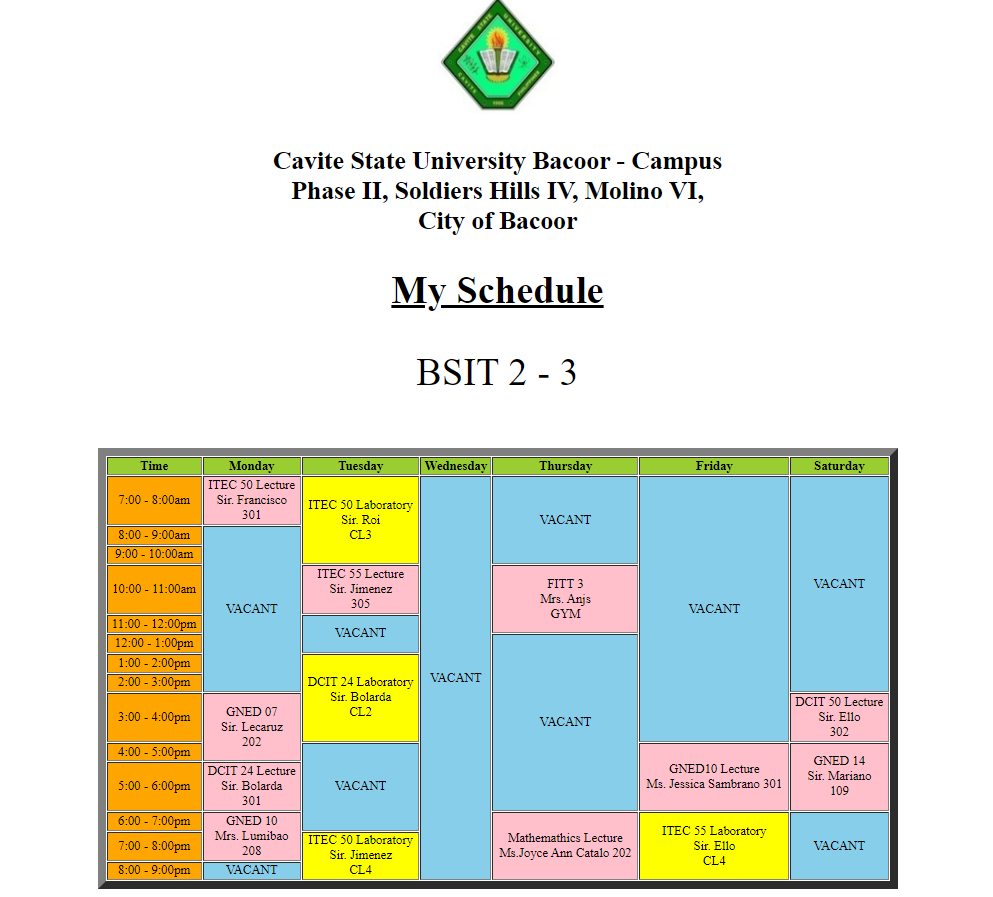 CAVITE STATE UNIVERSITY
CAVITE
PHILIPPINES
Cavite State University Bacoor - Campus
Phase II, Soldiers Hills IV, Molino VI,
City of Bacoor
My Schedule
BSIT 2 - 3
Time Monday Tuesday Wednesday Thursday Friday Saturday
7:00 - 8:00am
8:00 - 9:00am
9:00 - 10:00am
10:00 - 11:00am
11:00 - 12:00pm
12:00 - 1:00pm
1:00 - 2:00pm
2:00 - 3:00pm
3:00 - 4:00pm
4:00 - 5:00pm
5:00 - 6:00pm
6:00 - 7:00pm
7:00 - 8:00pm
8:00 - 9:00pm
ITEC 50 Lecture
Sir. Francisco
301
VACANT
GNED 07
Sir. Lecaruz
202
DCIT 24 Lecture
Sir. Bolarda
301
GNED 10
Mrs. Lumibao
208
VACANT
ITEC 50 Laboratory
Sir. Roi
CL3
ITEC 55 Lecture
Sir. Jimenez
305
VACANT
DCIT 24 Laboratory
Sir. Bolarda
CL2
VACANT
ITEC 50 Laboratory
Sir. Jimenez
CL4
VACANT
VACANT
FITT 3
Mrs. Anjs
GYM
VACANT
Mathemathics Lecture
Ms.Joyce Ann Catalo 202
VACANT
GNED10 Lecture
Ms. Jessica Sambrano 301
ITEC 55 Laboratory
Sir. Ello
CL4
VACANT
DCIT 50 Lecture
Sir. Ello
302
GNED 14
Sir. Mariano
109
VACANT